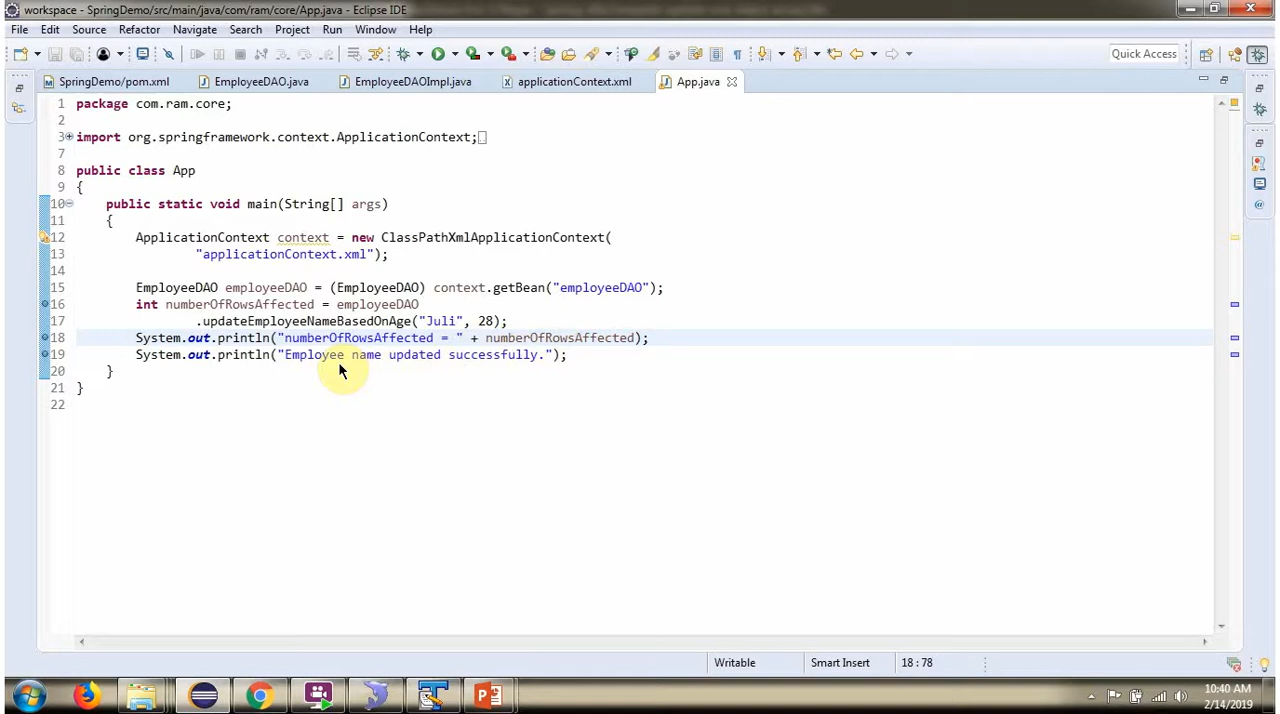 workspace - SpringDemo/src/main/java/com/ram/core/App.java - Eclipse IDE
File Edit Source Refactor Navigate Search Project Run Window Help
Quick Access
SpringDemo/pom.xml EmployeeDAO.java EmployeeDAOImpl.java applicationContext.xml App.java
1 package com.ram.core;
2
3 import org.springframework.context.ApplicationContext;
7
8 public class App
9 {
10 public static void main(String[] args)
11 {
12 ApplicationContext context = new ClassPathXmlApplicationContext(
13 "applicationContext.xml");
14
15 EmployeeDAO employeeDAO = (EmployeeDAO) context.getBean("employeeDAO");
16 int numberOfRowsAffected = employeeDAO
17 .updateEmployeeNameBasedOnAge("Juli", 28);
18 System.out.println("numberOfRowsAffected = " + numberOfRowsAffected);
19 System.out.println("Employee name updated successfully.");
20 }
21 }
22
Writable Smart Insert 18 : 78
10:40 AM
2/14/2019